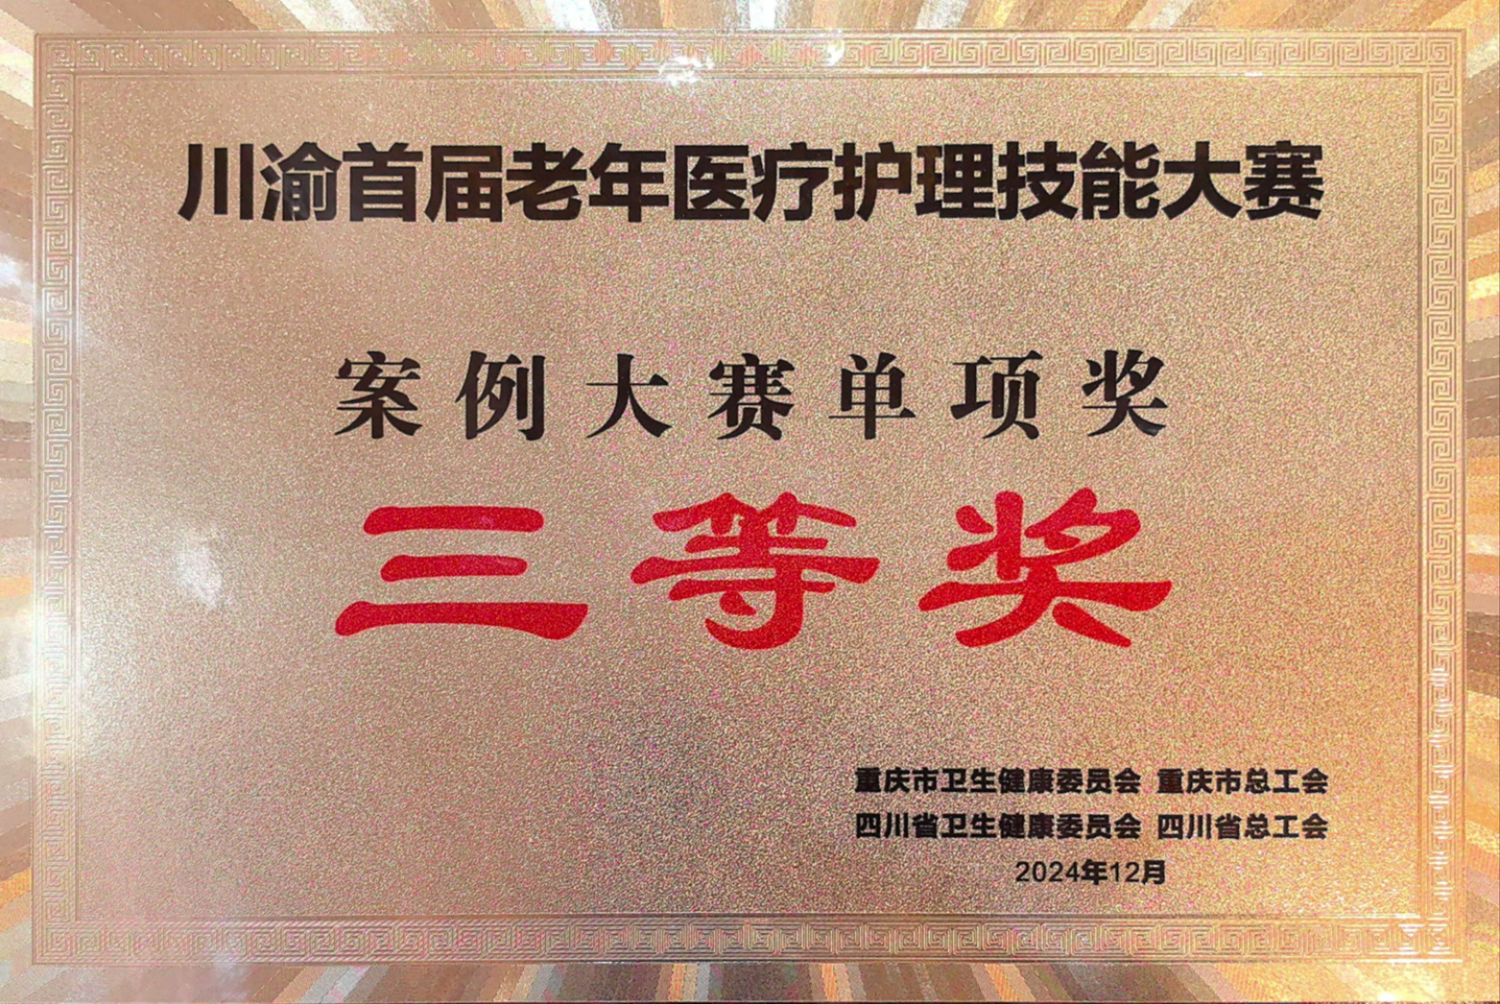 川渝首届老年医疗护理技能大赛
案例大赛单项奖
三等奖
重庆市卫生健康委员会 重庆市总工会
四川省卫生健康委员会 四川省总工会
2024年12月